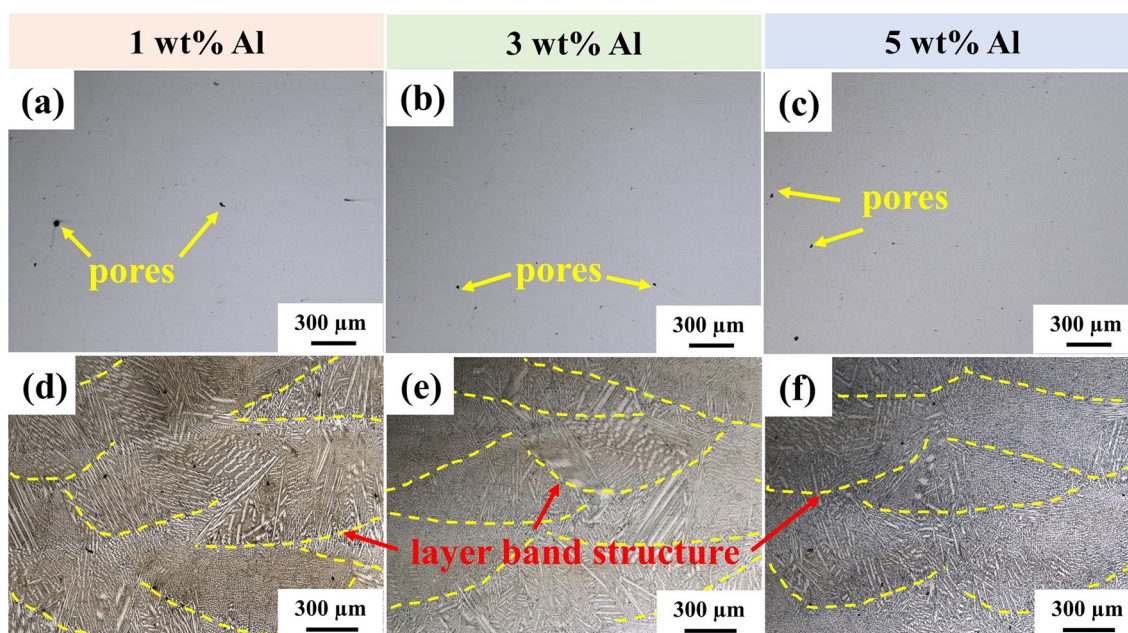 1 wt% Al
3 wt% Al
5 wt% Al
(a)
(b)
(c)
pores
pores
pores
300 µm
300 µm
300 µm
(d)
(e)
(f)
layer band structure
300 µm
300 µm
300 µm